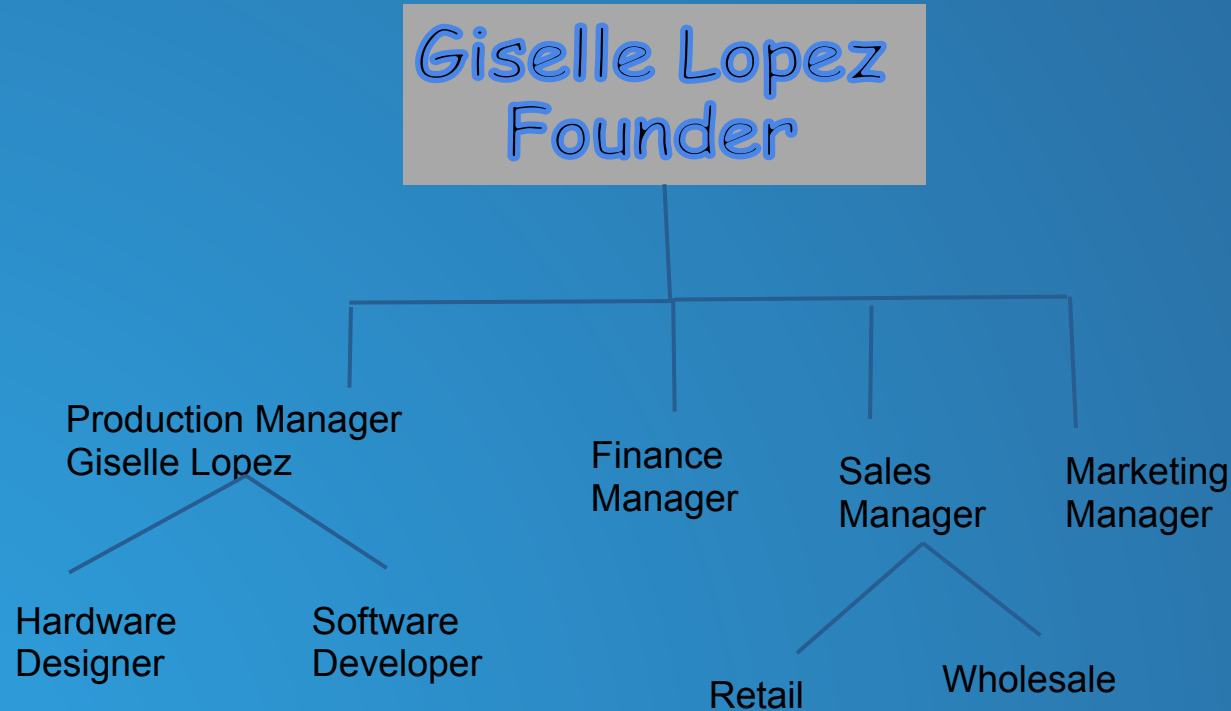 Giselle Lopez
Founder
Production Manager
Giselle Lopez
Finance
Manager
Sales
Manager
Marketing
Manager
Hardware
Designer
Software
Developer
Retail
Wholesale